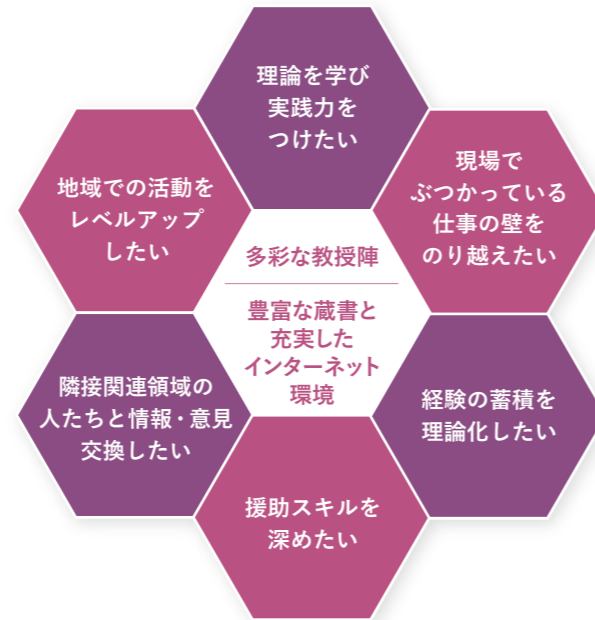 理論を学び
実践力を
つけたい
現場で
ぶつかっている
仕事の壁を
のり越えたい
経験の蓄積を
理論化したい
援助スキルを
深めたい
隣接関連領域の
人たちと情報・意見
交換したい
地域での活動を
レベルアップ
したい
多彩な教授陣
豊富な蔵書と
充実した
インターネット
環境